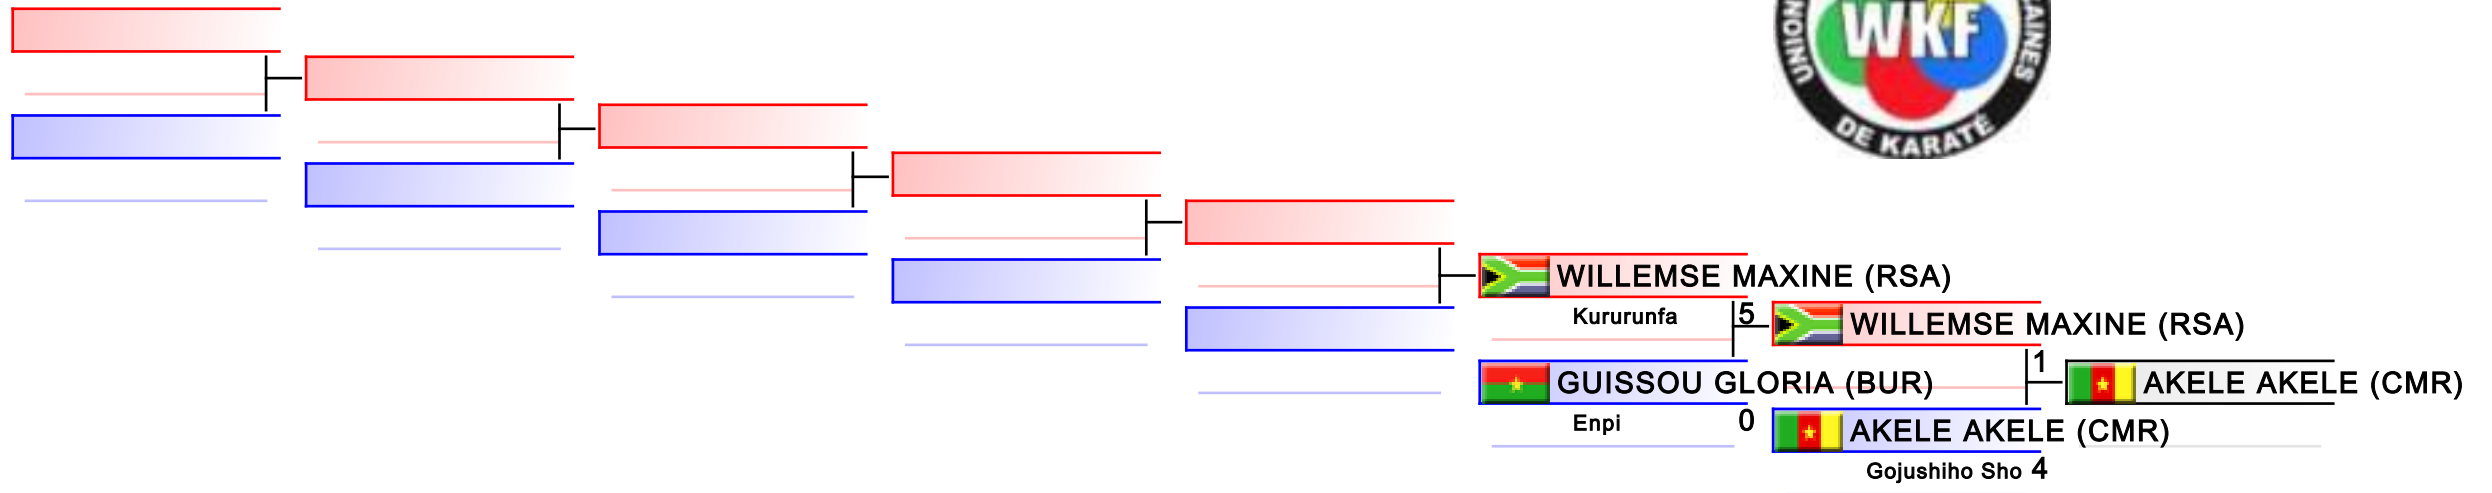 WKF
UNION
AINES
DE KARATÉ
WILLEMSE MAXINE (RSA)
Kururunfa
5
WILLEMSE MAXINE (RSA)
GUISSOU GLORIA (BUR)
1
AKELE AKELE (CMR)
Enpi
0
AKELE AKELE (CMR)
Gojushiho Sho 4